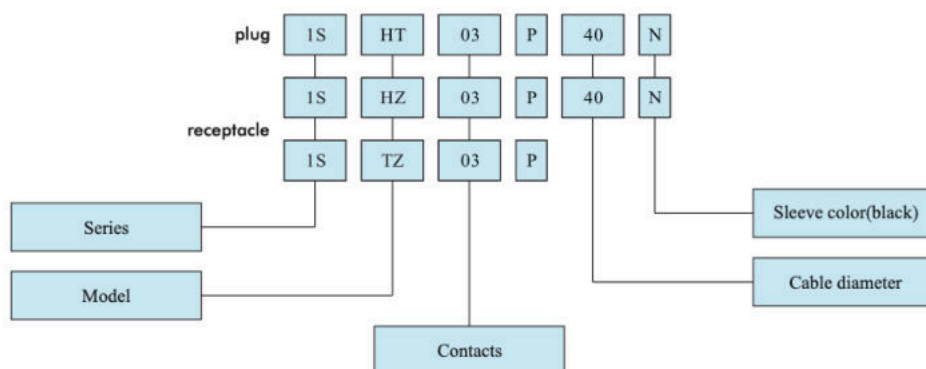 plug 1S HT 03 P 40 N
1S HZ 03 P 40 N
receptacle
1S TZ 03 P
Series
Sleeve color(black)
Model
Cable diameter
Contacts